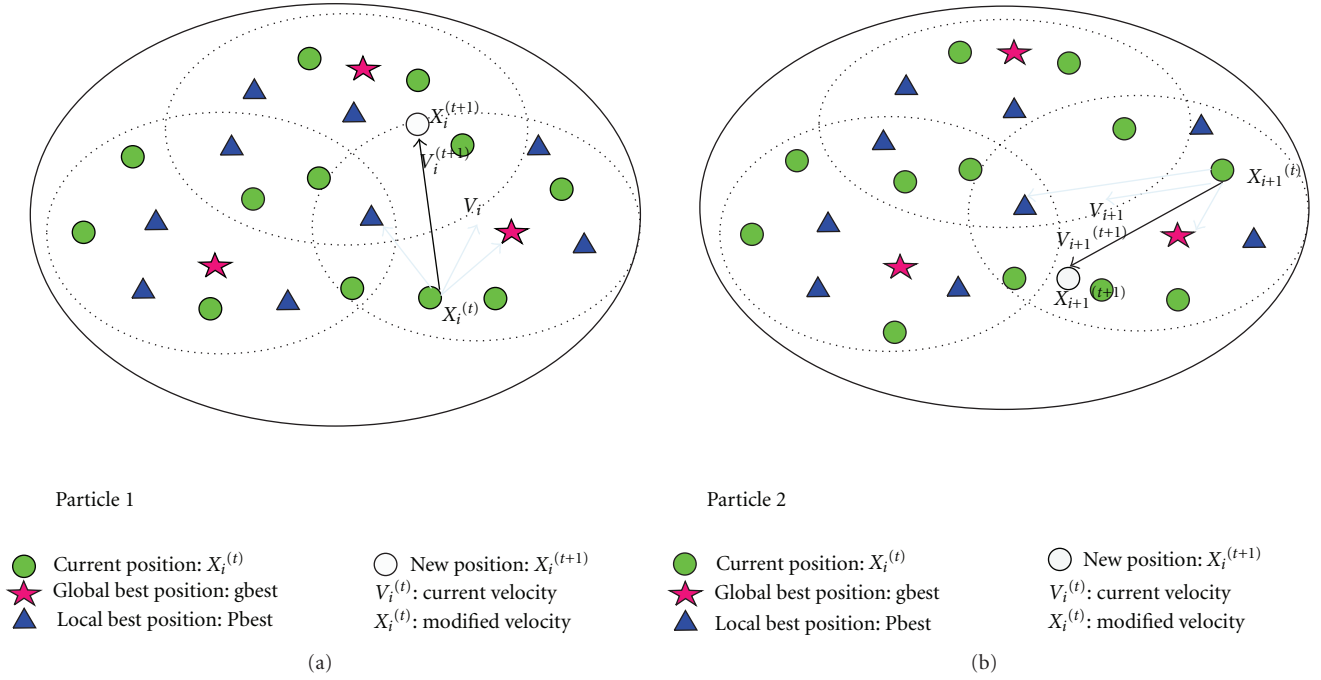 X_i^(t+1)
V_i^(t+1)
V_i
X_i^(t)
X_{i+1}^(t)
V_{i+1}
V_{i+1}^(t+1)
X_{i+1}^(t+1)
Particle 1
Current position: X_i^(t)
Global best position: gbest
Local best position: Pbest
New position: X_i^(t+1)
V_i^(t): current velocity
X_i^(t): modified velocity
(a)
Particle 2
Current position: X_i^(t)
Global best position: gbest
Local best position: Pbest
New position: X_i^(t+1)
V_i^(t): current velocity
X_i^(t): modified velocity
(b)